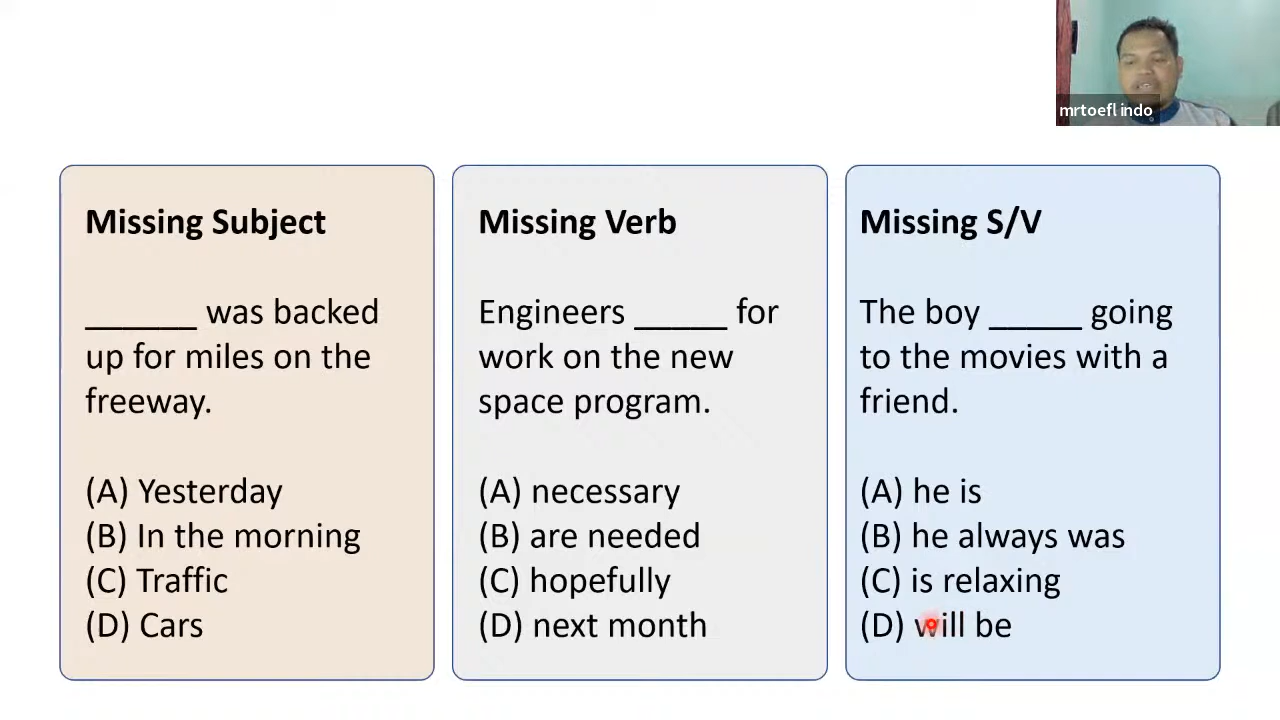 mrtoefl indo
Missing Subject
______ was backed
up for miles on the
freeway.
(A) Yesterday
(B) In the morning
(C) Traffic
(D) Cars
Missing Verb
Engineers _____ for
work on the new
space program.
(A) necessary
(B) are needed
(C) hopefully
(D) next month
Missing S/V
The boy _____ going
to the movies with a
friend.
(A) he is
(B) he always was
(C) is relaxing
(D) will be